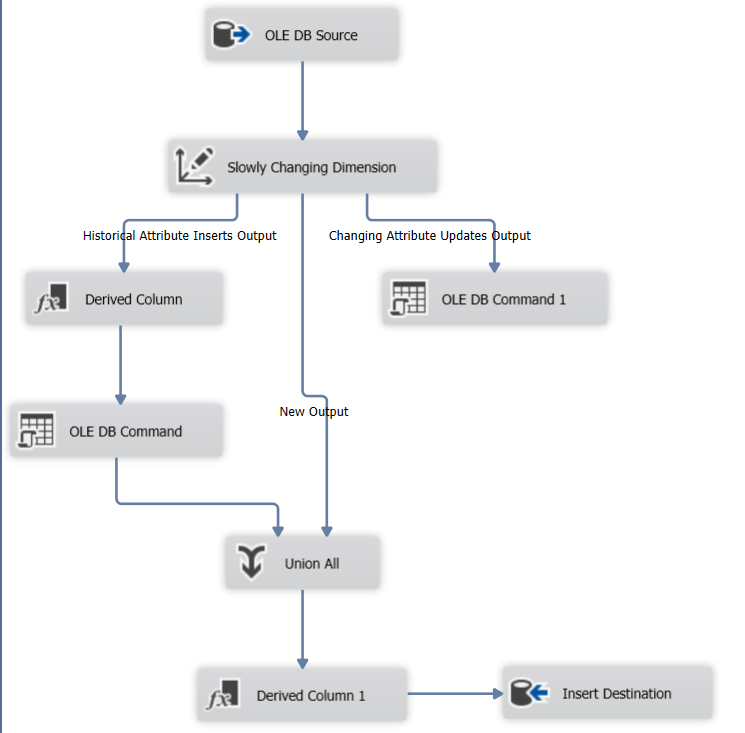 OLE DB Source
Slowly Changing Dimension
Historical Attribute Inserts Output
Changing Attribute Updates Output
Derived Column
OLE DB Command 1
New Output
OLE DB Command
Union All
Derived Column 1
Insert Destination